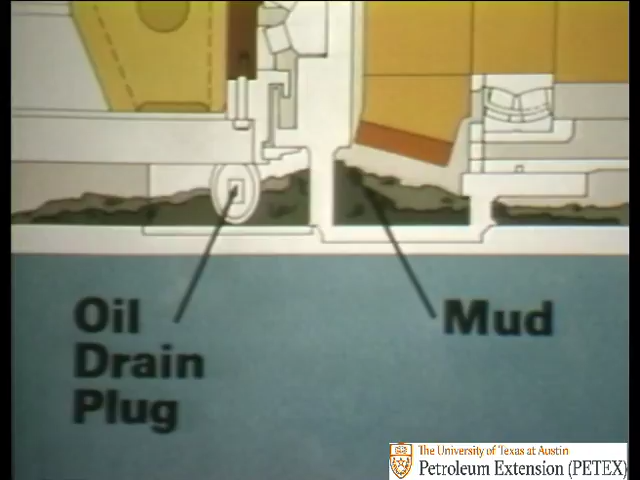 Oil
Drain
Plug
Mud
The University of Texas at Austin
Petroleum Extension (PETEX)